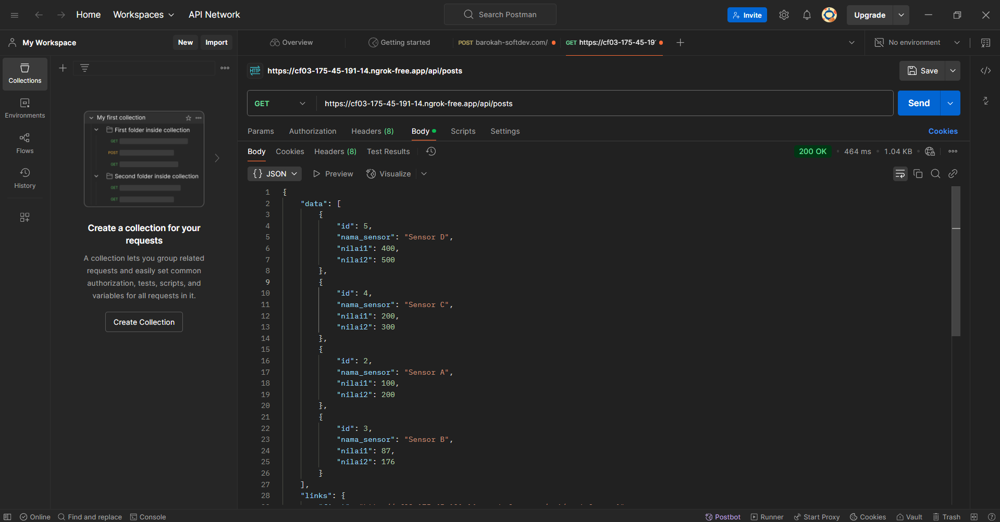 Home
Workspaces
API Network
Search Postman
Invite
Upgrade
My Workspace
New
Import
Overview
Getting started
POST barokah-softdev.com/
GET https://cf03-175-45-19
No environment
Collections
Environments
Flows
History
My first collection
First folder inside collection
GET
POST
GET
Second folder inside collection
GET
GET
Create a collection for your
requests
A collection lets you group related
requests and easily set common
authorization, tests, scripts, and
variables for all requests in it.
Create Collection
HTTP https://cf03-175-45-191-14.ngrok-free.app/api/posts
Save
GET
https://cf03-175-45-191-14.ngrok-free.app/api/posts
Send
Params
Authorization
Headers (8)
Body
Scripts
Settings
Cookies
Body
Cookies
Headers (8)
Test Results
200 OK
464 ms
1.04 KB
{} JSON
Preview
Visualize
1 {
2 "data": [
3 {
4 "id": 5,
5 "nama_sensor": "Sensor D",
6 "nilai1": 400,
7 "nilai2": 500
8 },
9 {
10 "id": 4,
11 "nama_sensor": "Sensor C",
12 "nilai1": 200,
13 "nilai2": 300
14 },
15 {
16 "id": 2,
17 "nama_sensor": "Sensor A",
18 "nilai1": 100,
19 "nilai2": 200
20 },
21 {
22 "id": 3,
23 "nama_sensor": "Sensor B",
24 "nilai1": 87,
25 "nilai2": 176
26 }
27 ],
28 "links": {
Online
Find and replace
Console
Postbot
Runner
Start Proxy
Cookies
Vault
Trash